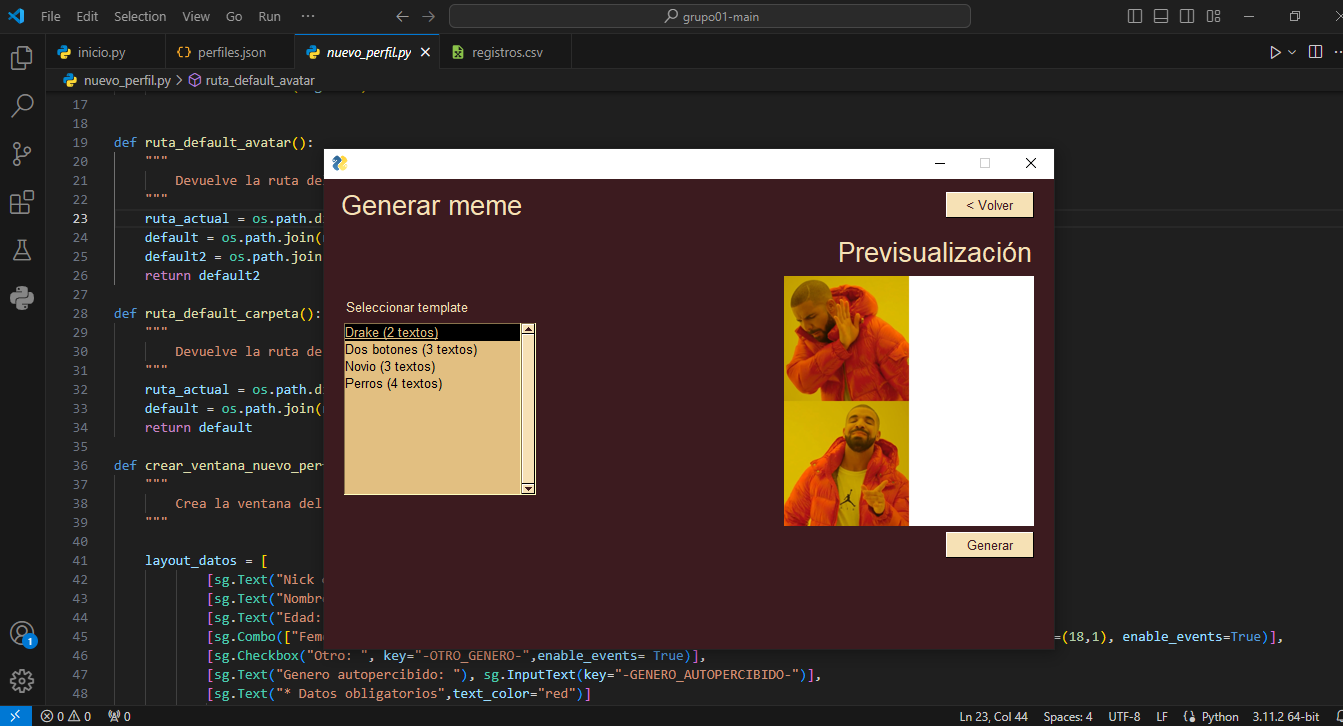 File Edit Selection View Go Run ··· grupo01-main
inicio.py {} perfiles.json nuevo_perfil.py registros.csv
nuevo_perfil.py > ruta_default_avatar
17
18
19 def ruta_default_avatar():
20 """
21 Devuelve la ruta de
22 """
23 ruta_actual = os.path.di
24 default = os.path.join(
25 default2 = os.path.join
26 return default2
27
28 def ruta_default_carpeta():
29 """
30 Devuelve la ruta de
31 """
32 ruta_actual = os.path.di
33 default = os.path.join(
34 return default
35
36 def crear_ventana_nuevo_per
37 """
38 Crea la ventana del
39 """
40
41 layout_datos = [
42 [sg.Text("Nick
43 [sg.Text("Nombr
44 [sg.Text("Edad:
45 [sg.Combo(["Fem =(18,1), enable_events=True)],
46 [sg.Checkbox("Otro: ", key="-OTRO_GENERO-",enable_events= True)],
47 [sg.Text("Genero autopercibido: "), sg.InputText(key="-GENERO_AUTOPERCIBIDO-")],
48 [sg.Text("* Datos obligatorios",text_color="red")]
Generar meme
< Volver
Previsualización
Seleccionar template
Drake (2 textos)
Dos botones (3 textos)
Novio (3 textos)
Perros (4 textos)
Generar
1
0 0 0 Ln 23, Col 44 Spaces: 4 UTF-8 LF {} Python 3.11.2 64-bit